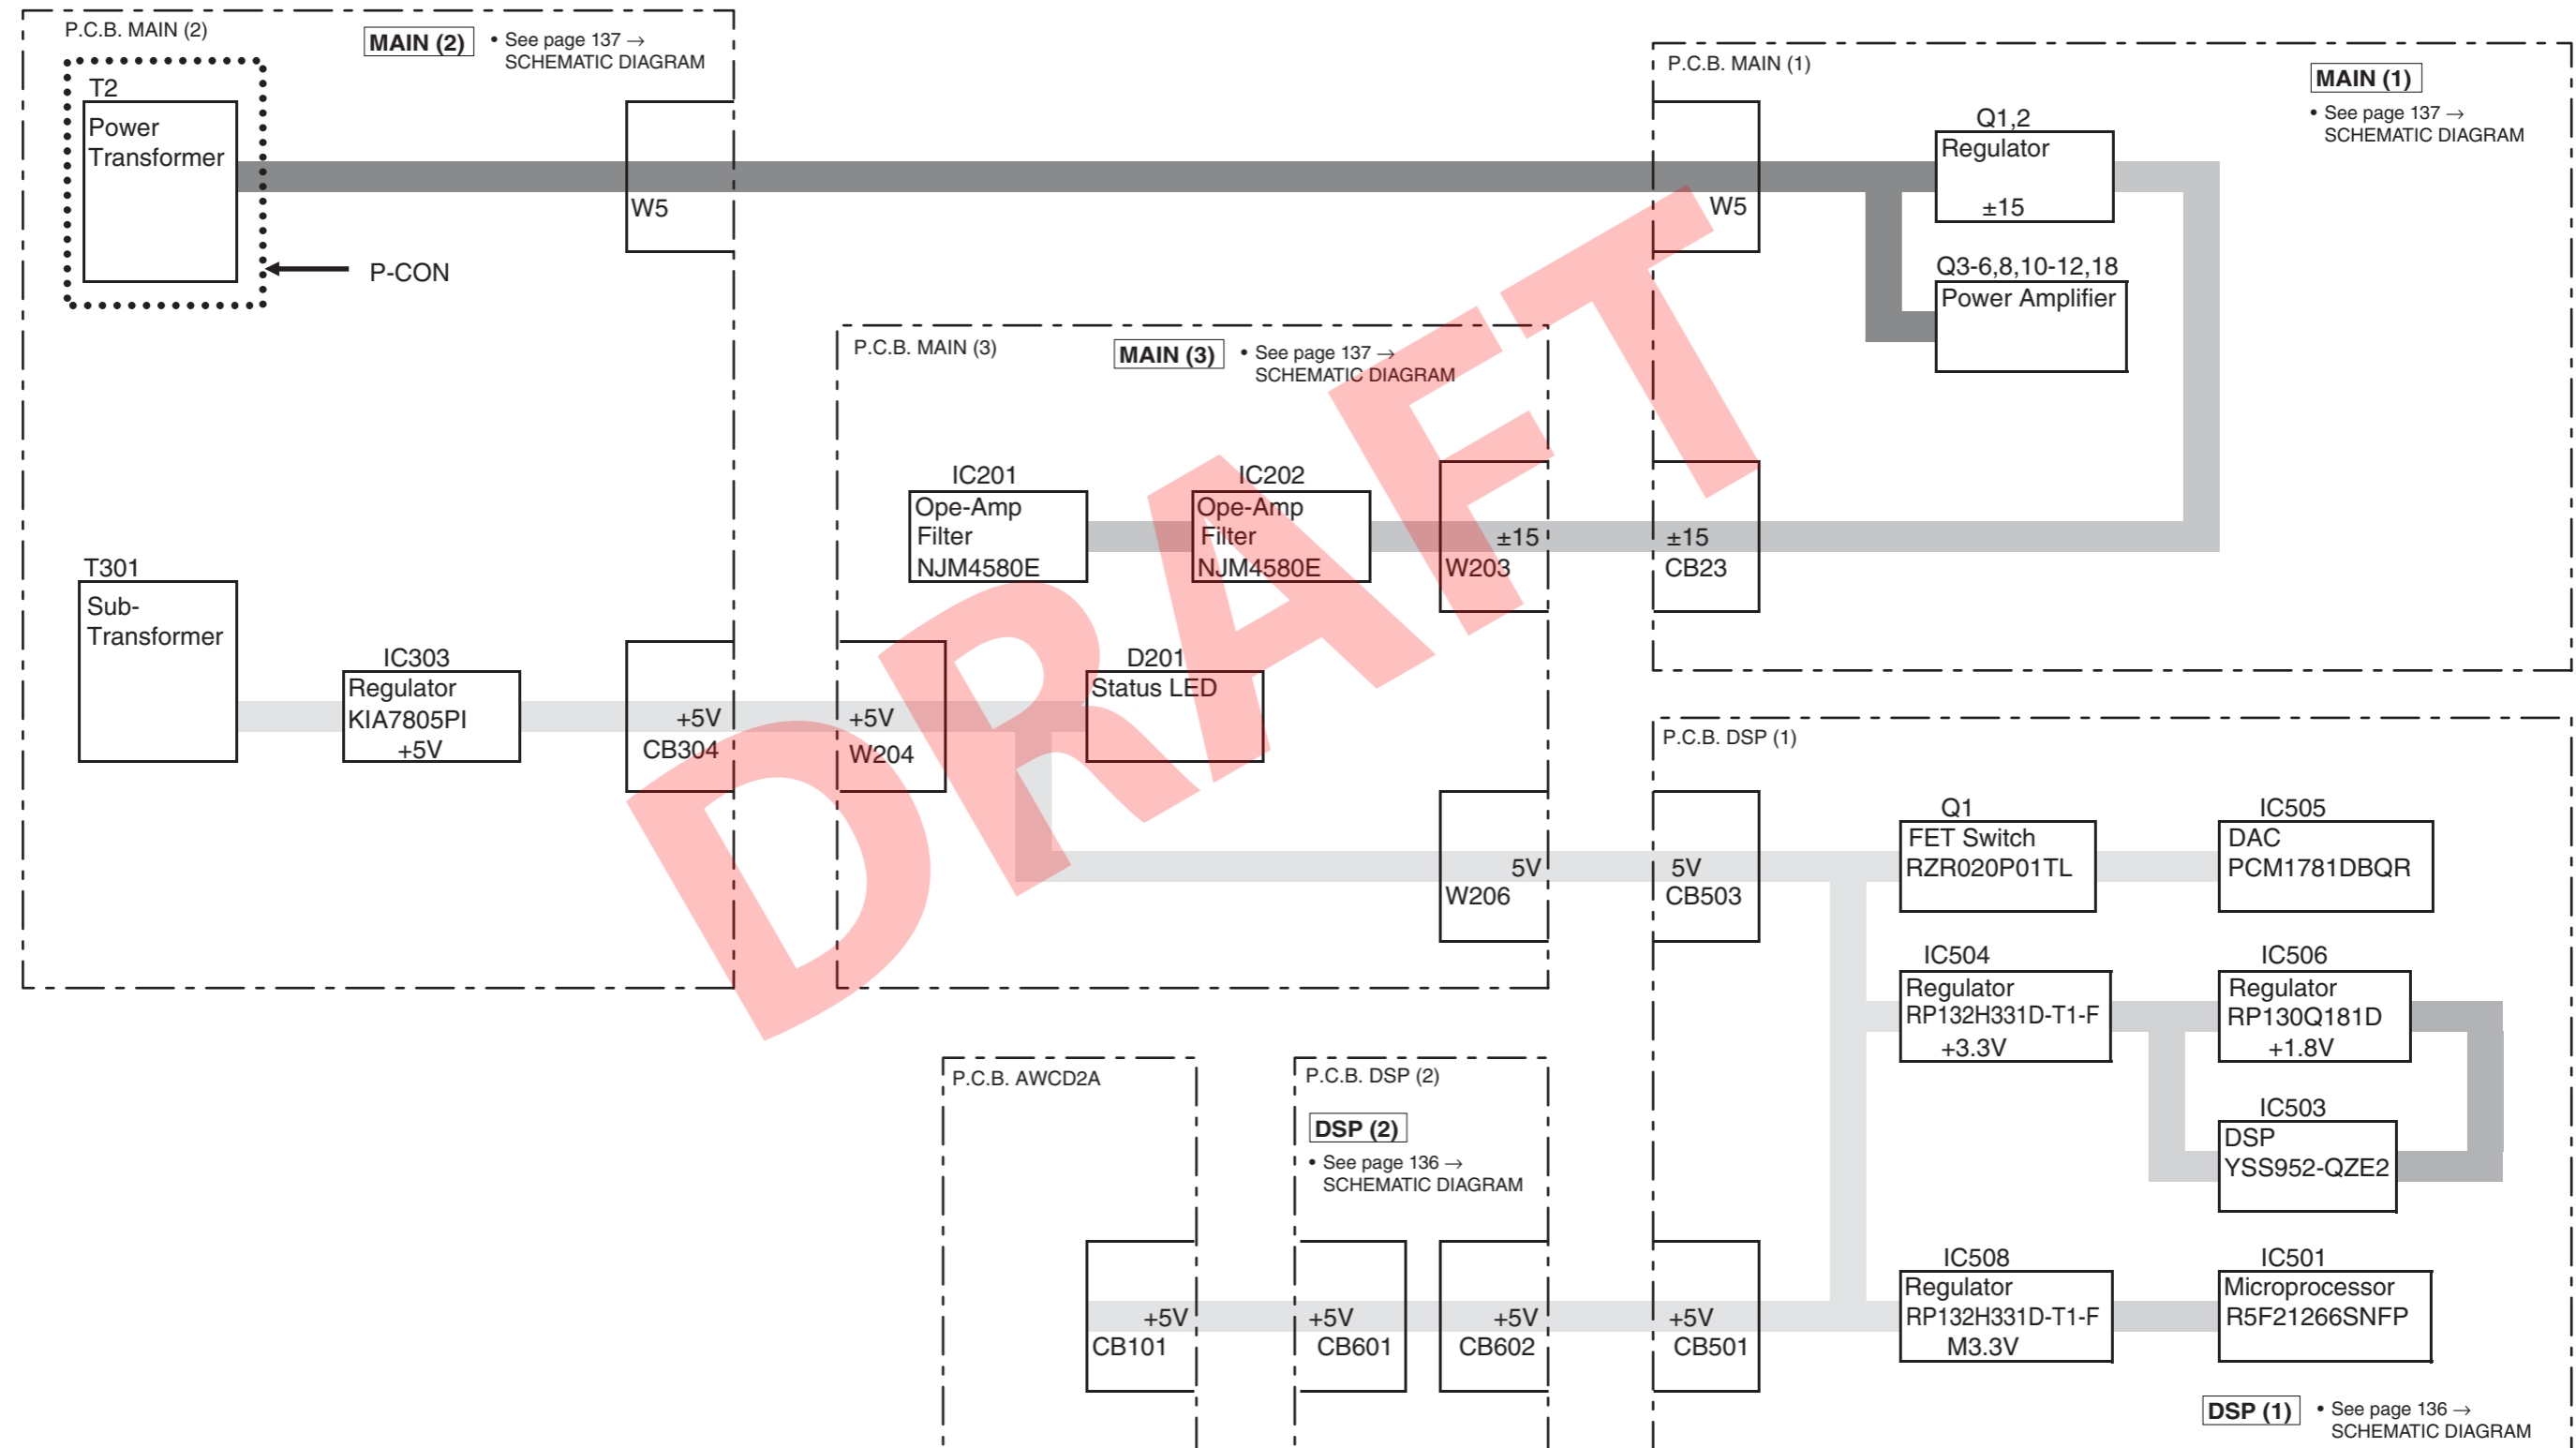 P.C.B. MAIN (2)
MAIN (2)
• See page 137 →
SCHEMATIC DIAGRAM
T2
Power
Transformer
W5
P-CON
T301
Sub-
Transformer
IC303
Regulator
KIA7805PI
+5V
+5V
CB304
P.C.B. MAIN (3)
MAIN (3)
• See page 137 →
SCHEMATIC DIAGRAM
IC201
Ope-Amp
Filter
NJM4580E
IC202
Ope-Amp
Filter
NJM4580E
±15
W203
+5V
W204
D201
Status LED
5V
W206
P.C.B. MAIN (1)
MAIN (1)
• See page 137 →
SCHEMATIC DIAGRAM
W5
Q1,2
Regulator
±15
Q3-6,8,10-12,18
Power Amplifier
±15
CB23
P.C.B. DSP (1)
5V
CB503
Q1
FET Switch
RZR020P01TL
IC505
DAC
PCM1781DBQR
IC504
Regulator
RP132H331D-T1-F
+3.3V
IC506
Regulator
RP130Q181D
+1.8V
IC503
DSP
YSS952-QZE2
IC508
Regulator
RP132H331D-T1-F
M3.3V
IC501
Microprocessor
R5F21266SNFP
+5V
CB501
DSP (1)
• See page 136 →
SCHEMATIC DIAGRAM
P.C.B. AWCD2A
+5V
CB101
P.C.B. DSP (2)
DSP (2)
• See page 136 →
SCHEMATIC DIAGRAM
+5V
CB601
+5V
CB602
DRAFT